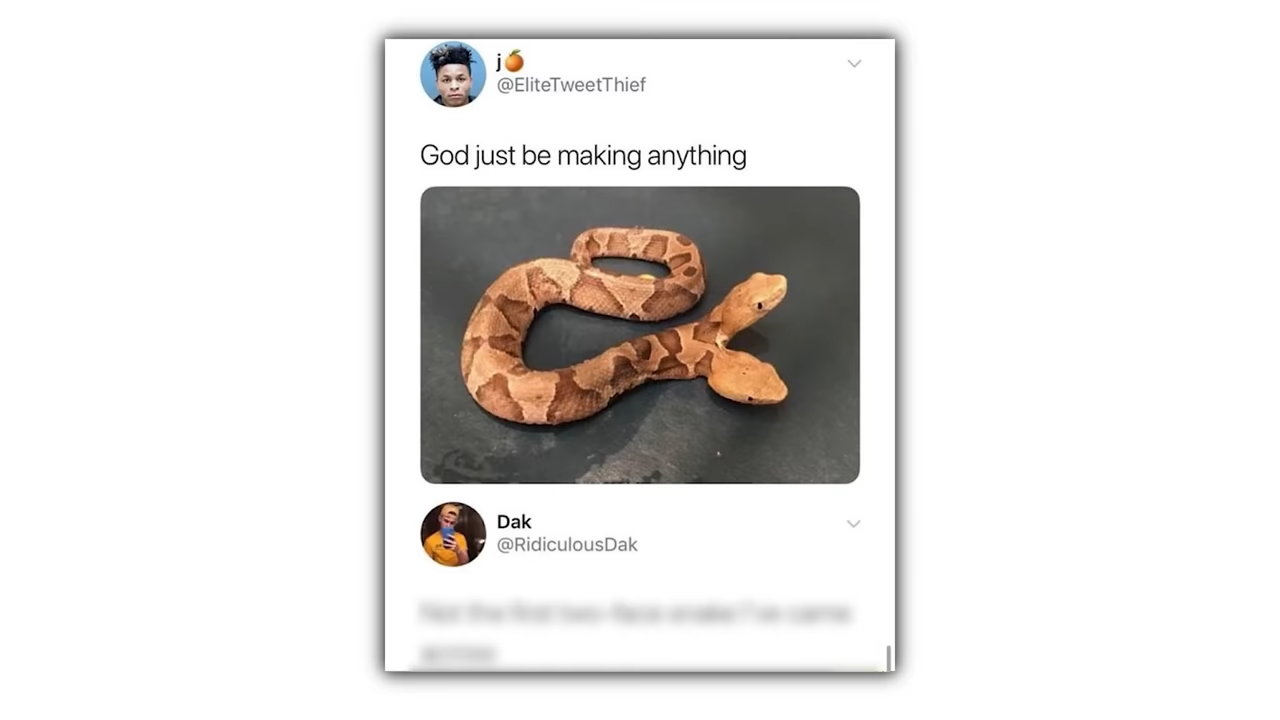 j🍊
@EliteTweetThief
God just be making anything
Dak
@RidiculousDak